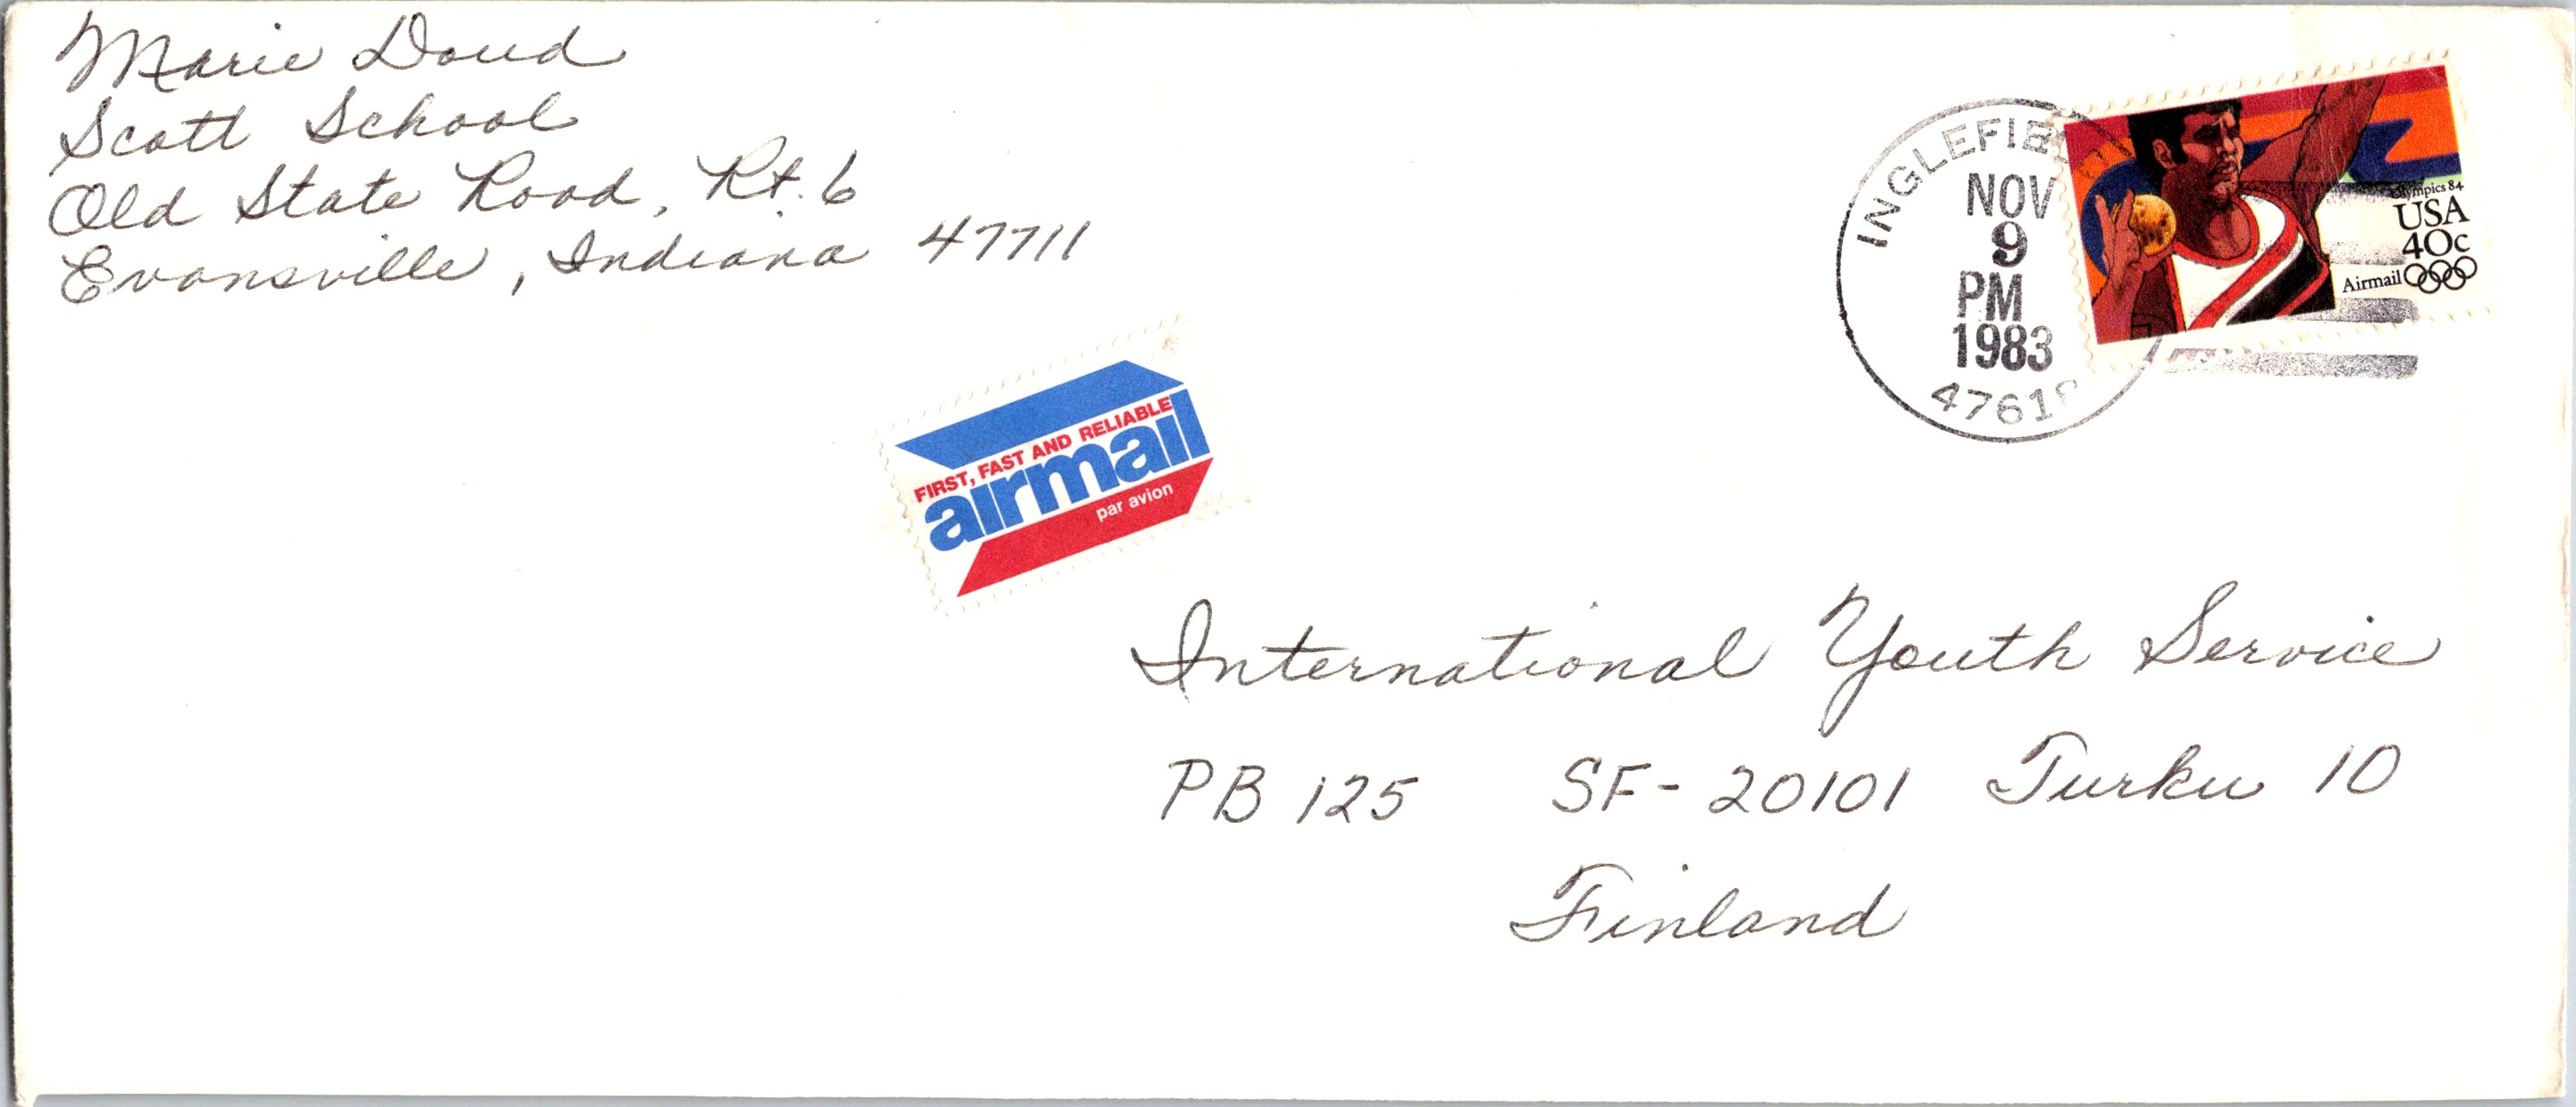 Marie Doud
Scott School
Old State Road, Rt. 6
Evansville, Indiana 47711
NOV
9
PM
1983
Olympics 84
USA
40c
Airmail
FIRST, FAST AND RELIABLE
airmail
par avion
International Youth Service
PB 125 SF-20101 Turku 10
Finland